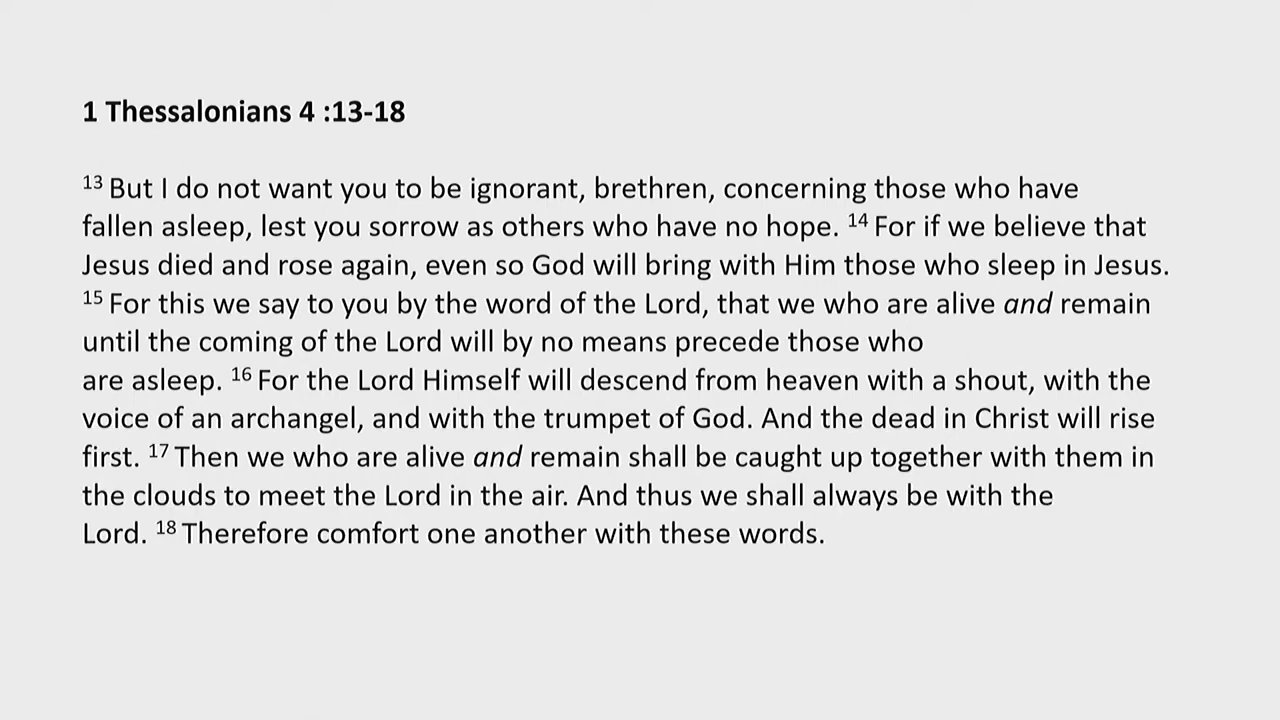 1 Thessalonians 4 :13-18
13 But I do not want you to be ignorant, brethren, concerning those who have
fallen asleep, lest you sorrow as others who have no hope. 14 For if we believe that
Jesus died and rose again, even so God will bring with Him those who sleep in Jesus.
15 For this we say to you by the word of the Lord, that we who are alive and remain
until the coming of the Lord will by no means precede those who
are asleep. 16 For the Lord Himself will descend from heaven with a shout, with the
voice of an archangel, and with the trumpet of God. And the dead in Christ will rise
first. 17 Then we who are alive and remain shall be caught up together with them in
the clouds to meet the Lord in the air. And thus we shall always be with the
Lord. 18 Therefore comfort one another with these words.